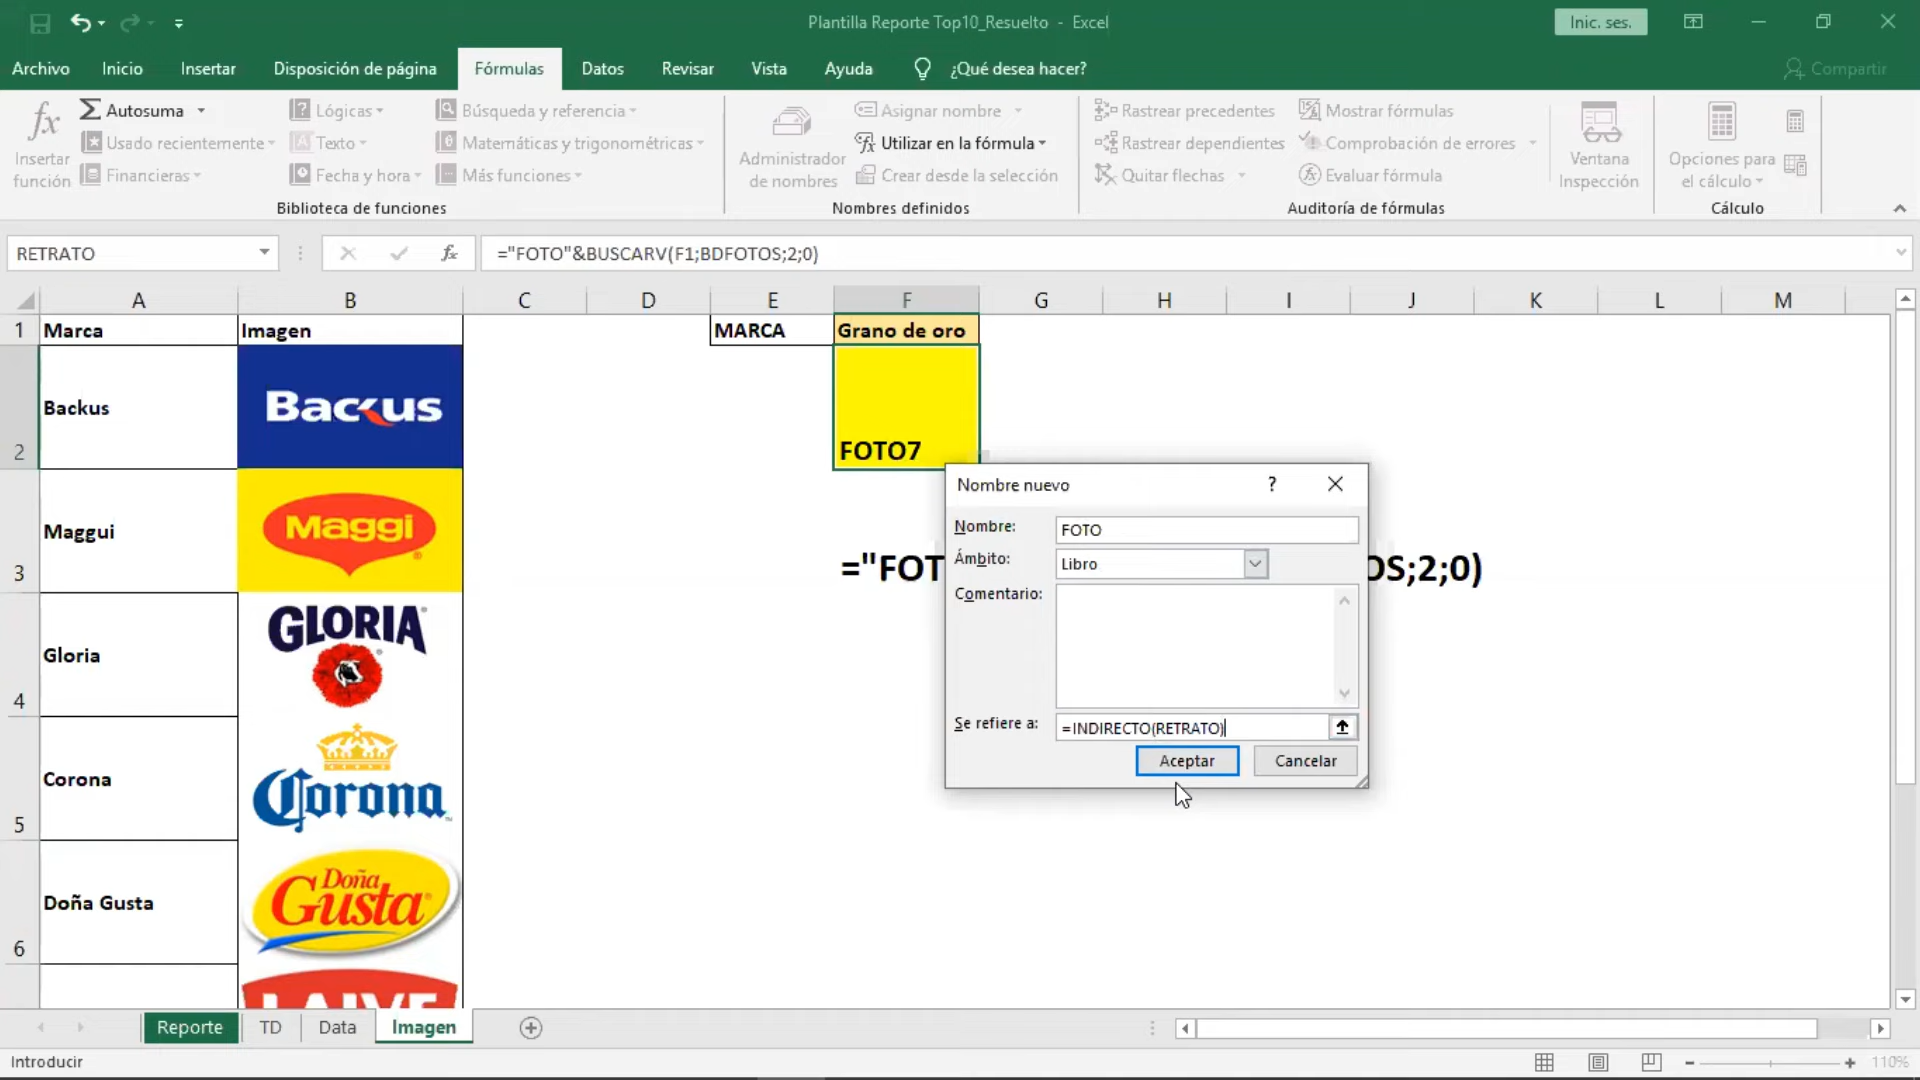 Plantilla Reporte Top10_Resuelto - Excel
Inic. ses.
Archivo Inicio Insertar Disposición de página Fórmulas Datos Revisar Vista Ayuda ¿Qué desea hacer? Compartir
fx Autosuma Lógicas Búsqueda y referencia Asignar nombre Rastrear precedentes Mostrar fórmulas
Usado recientemente Texto Matemáticas y trigonométricas Utilizar en la fórmula Rastrear dependientes Comprobación de errores
Insertar función Financieras Fecha y hora Más funciones Administrador de nombres Crear desde la selección Quitar flechas Evaluar fórmula Ventana Inspección Opciones para el cálculo
Biblioteca de funciones Nombres definidos Auditoría de fórmulas Cálculo
RETRATO fx ="FOTO"&BUSCARV(F1;BDFOTOS;2;0)
A B C D E F G H I J K L M
1 Marca Imagen MARCA Grano de oro
2 Backus Backus FOTO7
Nombre nuevo ?
Nombre: FOTO
Ámbito: Libro
Comentario:
Se refiere a: =INDIRECTO(RETRATO)
Aceptar Cancelar
="FOT OS;2;0)
3 Maggui Maggi
4 Gloria GLORIA
5 Corona Corona
6 Doña Gusta Doña Gusta
LAIVE
Reporte TD Data Imagen
Introducir 110%